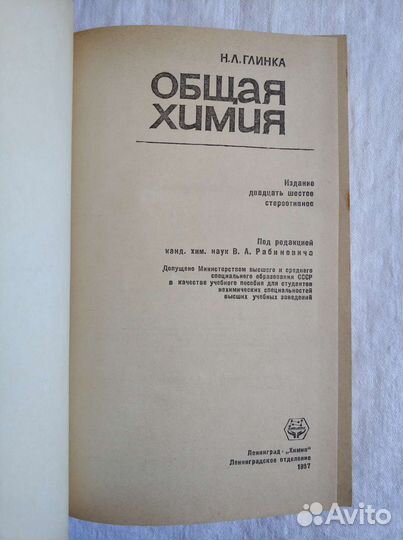 Н.Л.ГЛИНКА
ОБЩАЯ
ХИМИЯ
Издание
двадцать шестое
стереотипное
Под редакцией
канд. хим. наук В. А. Рабиновича
Допущено Министерством высшего и среднего
специального образования СССР
в качестве учебного пособия для студентов
нехимических специальностей
высших учебных заведений
Ленинград · „Химия"
Ленинградское отделение
1987
Avito